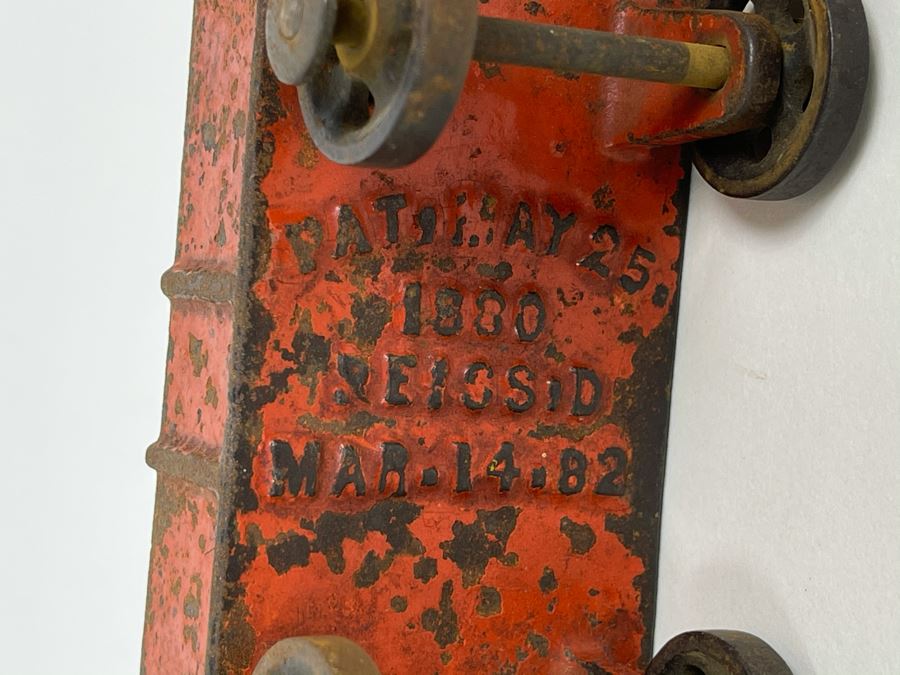 PAT. MAY 25.
1880
REISS'D
MAR. 14. 82